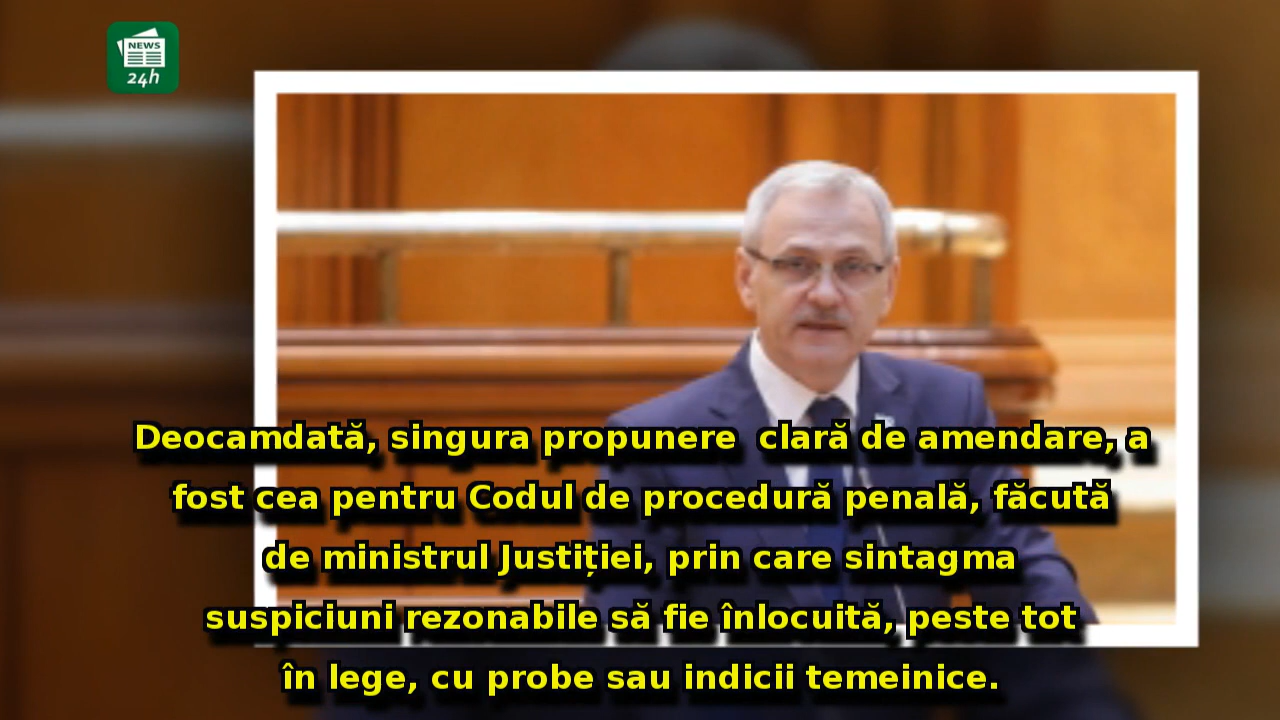 NEWS
24h
Deocamdată, singura propunere  clară de amendare, a
fost cea pentru Codul de procedură penală, făcută
de ministrul Justiției, prin care sintagma
suspiciuni rezonabile să fie înlocuită, peste tot
în lege, cu probe sau indicii temeinice.